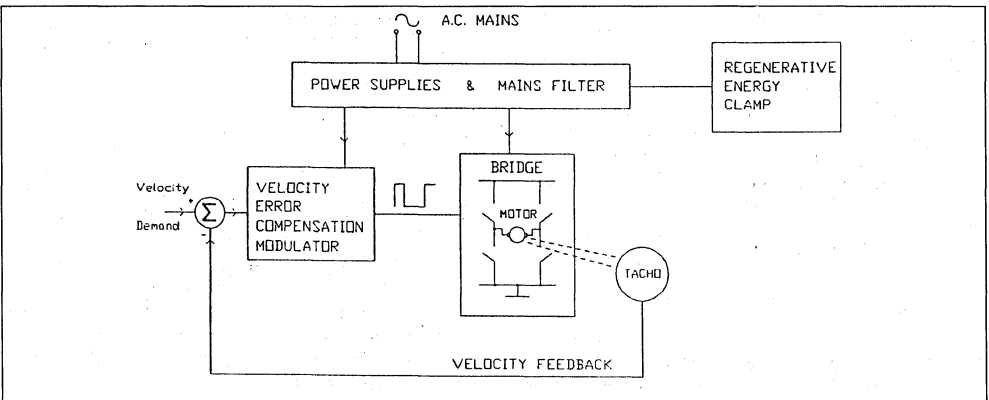 A.C. MAINS
POWER SUPPLIES & MAINS FILTER
REGENERATIVE
ENERGY
CLAMP
BRIDGE
MOTOR
Velocity
+
Σ
-
Demand
VELOCITY
ERROR
COMPENSATION
MODULATOR
TACHO
VELOCITY FEEDBACK